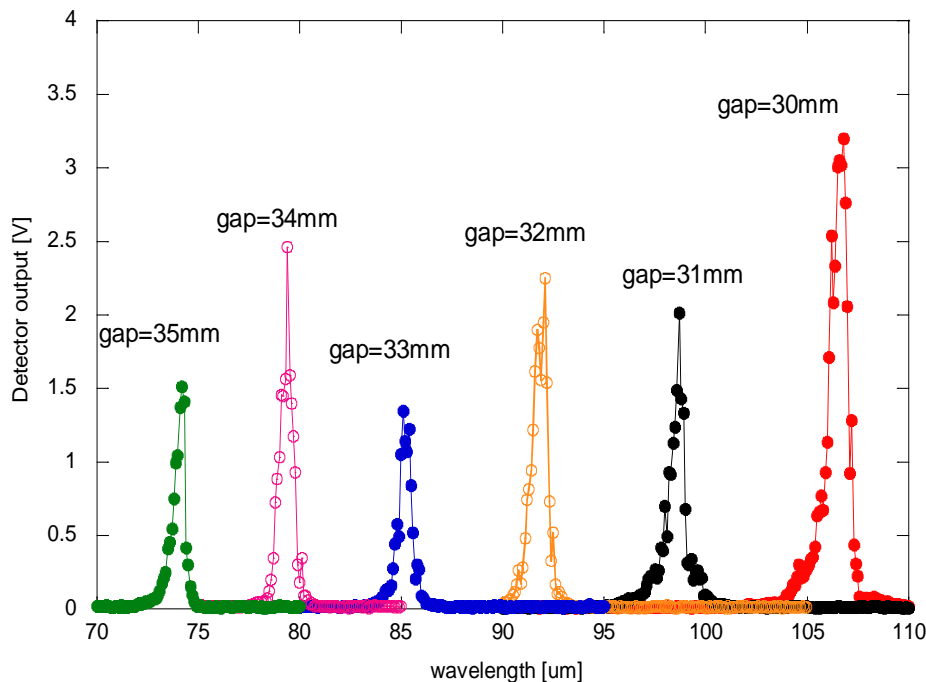 4
3.5
3
2.5
2
1.5
1
0.5
0
Detector output [V]
gap=30mm
gap=34mm
gap=32mm
gap=31mm
gap=35mm
gap=33mm
70 75 80 85 90 95 100 105 110
wavelength [um]